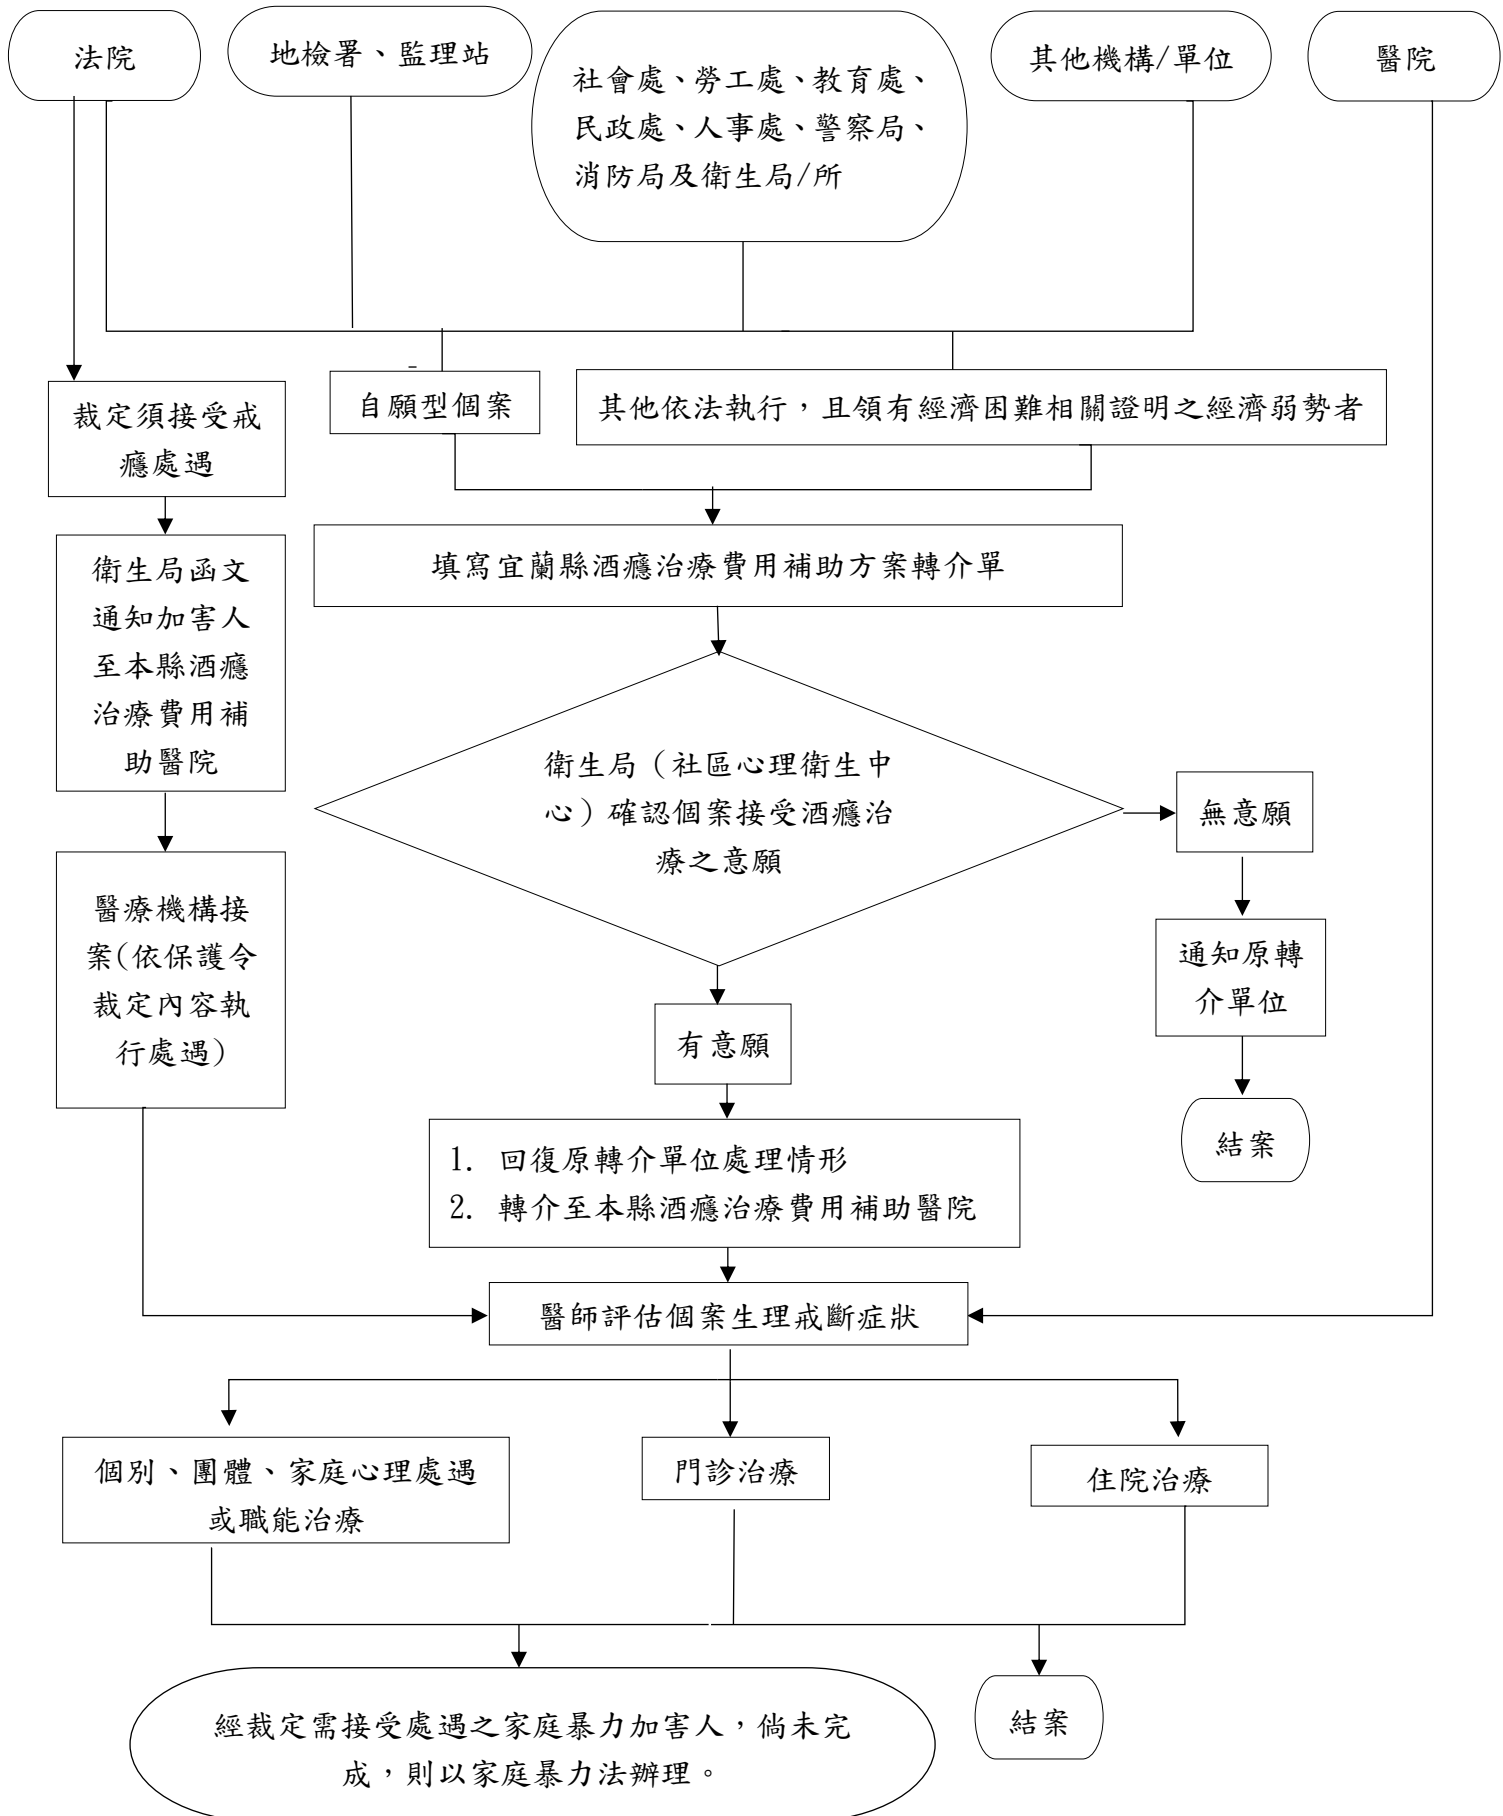 法院
地檢署、監理站
社會處、勞工處、教育處、
民政處、人事處、警察局、
消防局及衛生局/所
其他機構/單位
醫院
裁定須接受戒
癮處遇
自願型個案
其他依法執行，且領有經濟困難相關證明之經濟弱勢者
衛生局函文
通知加害人
至本縣酒癮
治療費用補
助醫院
填寫宜蘭縣酒癮治療費用補助方案轉介單
衛生局（社區心理衛生中
心）確認個案接受酒癮治
療之意願
無意願
醫療機構接
案(依保護令
裁定內容執
行處遇)
通知原轉
介單位
有意願
結案
1. 回復原轉介單位處理情形
2. 轉介至本縣酒癮治療費用補助醫院
醫師評估個案生理戒斷症狀
個別、團體、家庭心理處遇
或職能治療
門診治療
住院治療
經裁定需接受處遇之家庭暴力加害人，倘未完
成，則以家庭暴力法辦理。
結案